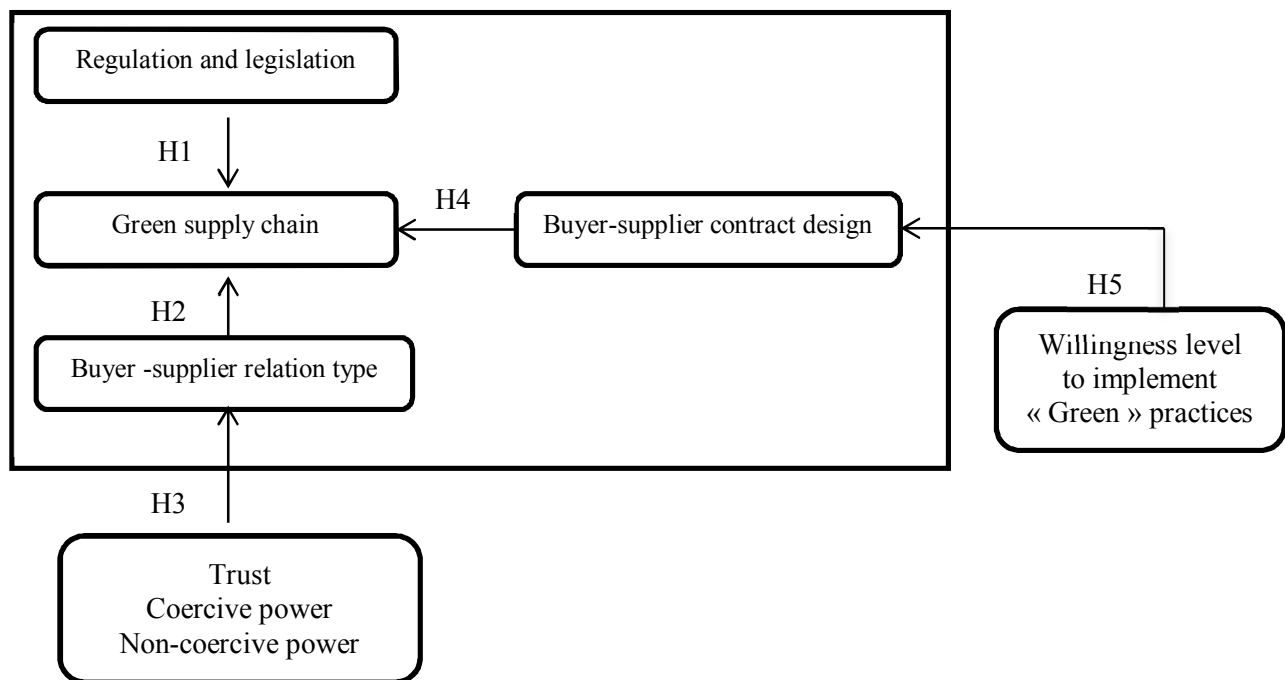 Regulation and legislation
H1
Green supply chain
H4
Buyer-supplier contract design
H2
Buyer -supplier relation type
H5
Willingness level
to implement
« Green » practices
H3
Trust
Coercive power
Non-coercive power